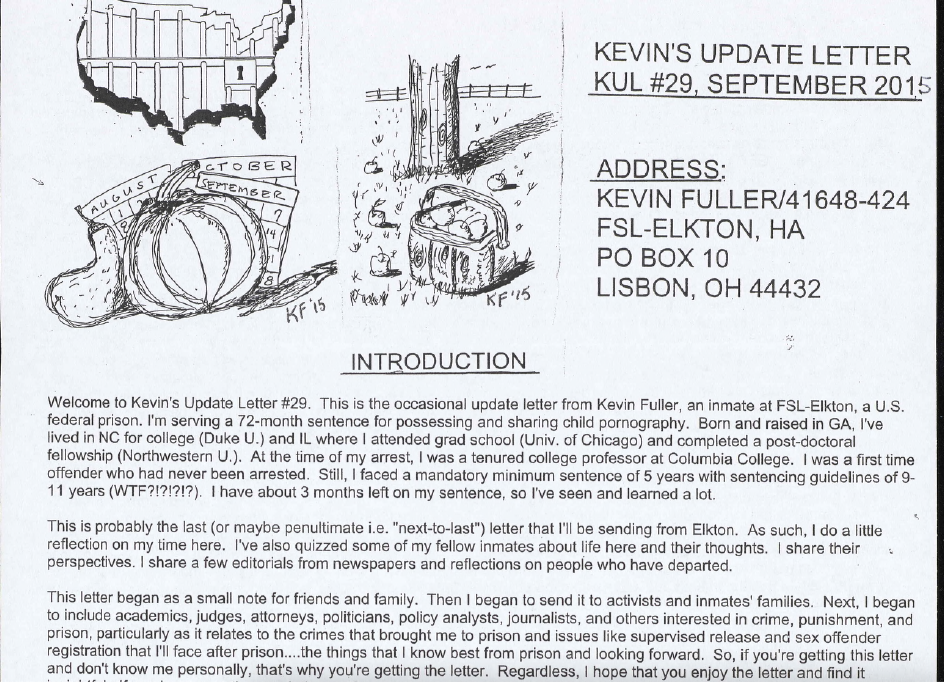 KEVIN'S UPDATE LETTER
KUL #29, SEPTEMBER 2015
AUGUST
OCTOBER
SEPTEMBER
1
7
14
8
KF '15
KF '15
ADDRESS:
KEVIN FULLER/41648-424
FSL-ELKTON, HA
PO BOX 10
LISBON, OH 44432
INTRODUCTION
Welcome to Kevin's Update Letter #29.  This is the occasional update letter from Kevin Fuller, an inmate at FSL-Elkton, a U.S.
federal prison. I'm serving a 72-month sentence for possessing and sharing child pornography.  Born and raised in GA, I've
lived in NC for college (Duke U.) and IL where I attended grad school (Univ. of Chicago) and completed a post-doctoral
fellowship (Northwestern U.).  At the time of my arrest, I was a tenured college professor at Columbia College.  I was a first time
offender who had never been arrested.  Still, I faced a mandatory minimum sentence of 5 years with sentencing guidelines of 9-
11 years (WTF?!?!?!?).  I have about 3 months left on my sentence, so I've seen and learned a lot.
This is probably the last (or maybe penultimate i.e. "next-to-last") letter that I'll be sending from Elkton.  As such, I do a little
reflection on my time here.  I've also quizzed some of my fellow inmates about life here and their thoughts.  I share their
perspectives. I share a few editorials from newspapers and reflections on people who have departed.
This letter began as a small note for friends and family.  Then I began to send it to activists and inmates' families.  Next, I began
to include academics, judges, attorneys, politicians, policy analysts, journalists, and others interested in crime, punishment, and
prison, particularly as it relates to the crimes that brought me to prison and issues like supervised release and sex offender
registration that I'll face after prison....the things that I know best from prison and looking forward.  So, if you're getting this letter
and don't know me personally, that's why you're getting the letter.  Regardless, I hope that you enjoy the letter and find it